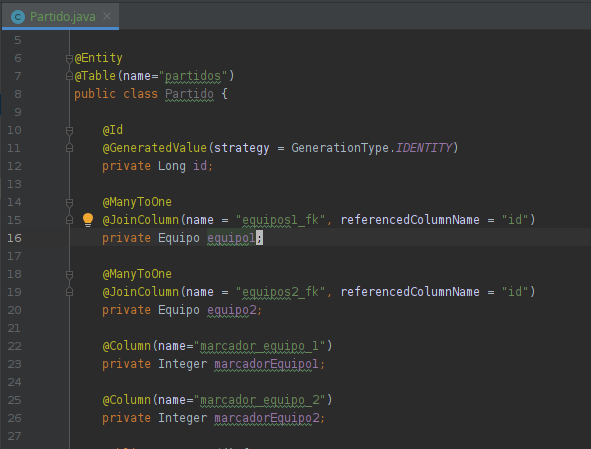 Partido.java
5
6 @Entity
7 @Table(name="partidos")
8 public class Partido {
9
10 @Id
11 @GeneratedValue(strategy = GenerationType.IDENTITY)
12 private Long id;
13
14 @ManyToOne
15 @JoinColumn(name = "equipos1_fk", referencedColumnName = "id")
16 private Equipo equipo1;
17
18 @ManyToOne
19 @JoinColumn(name = "equipos2_fk", referencedColumnName = "id")
20 private Equipo equipo2;
21
22 @Column(name="marcador_equipo_1")
23 private Integer marcadorEquipo1;
24
25 @Column(name="marcador_equipo_2")
26 private Integer marcadorEquipo2;
27